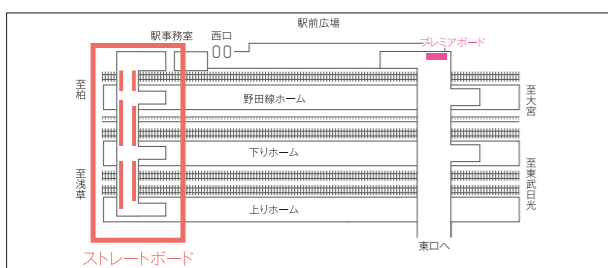 駅前広場
駅事務室
西口
プレミアボード
至柏
野田線ホーム
至大宮
下りホーム
至浅草
至東武日光
上りホーム
東口へ
ストレートボード